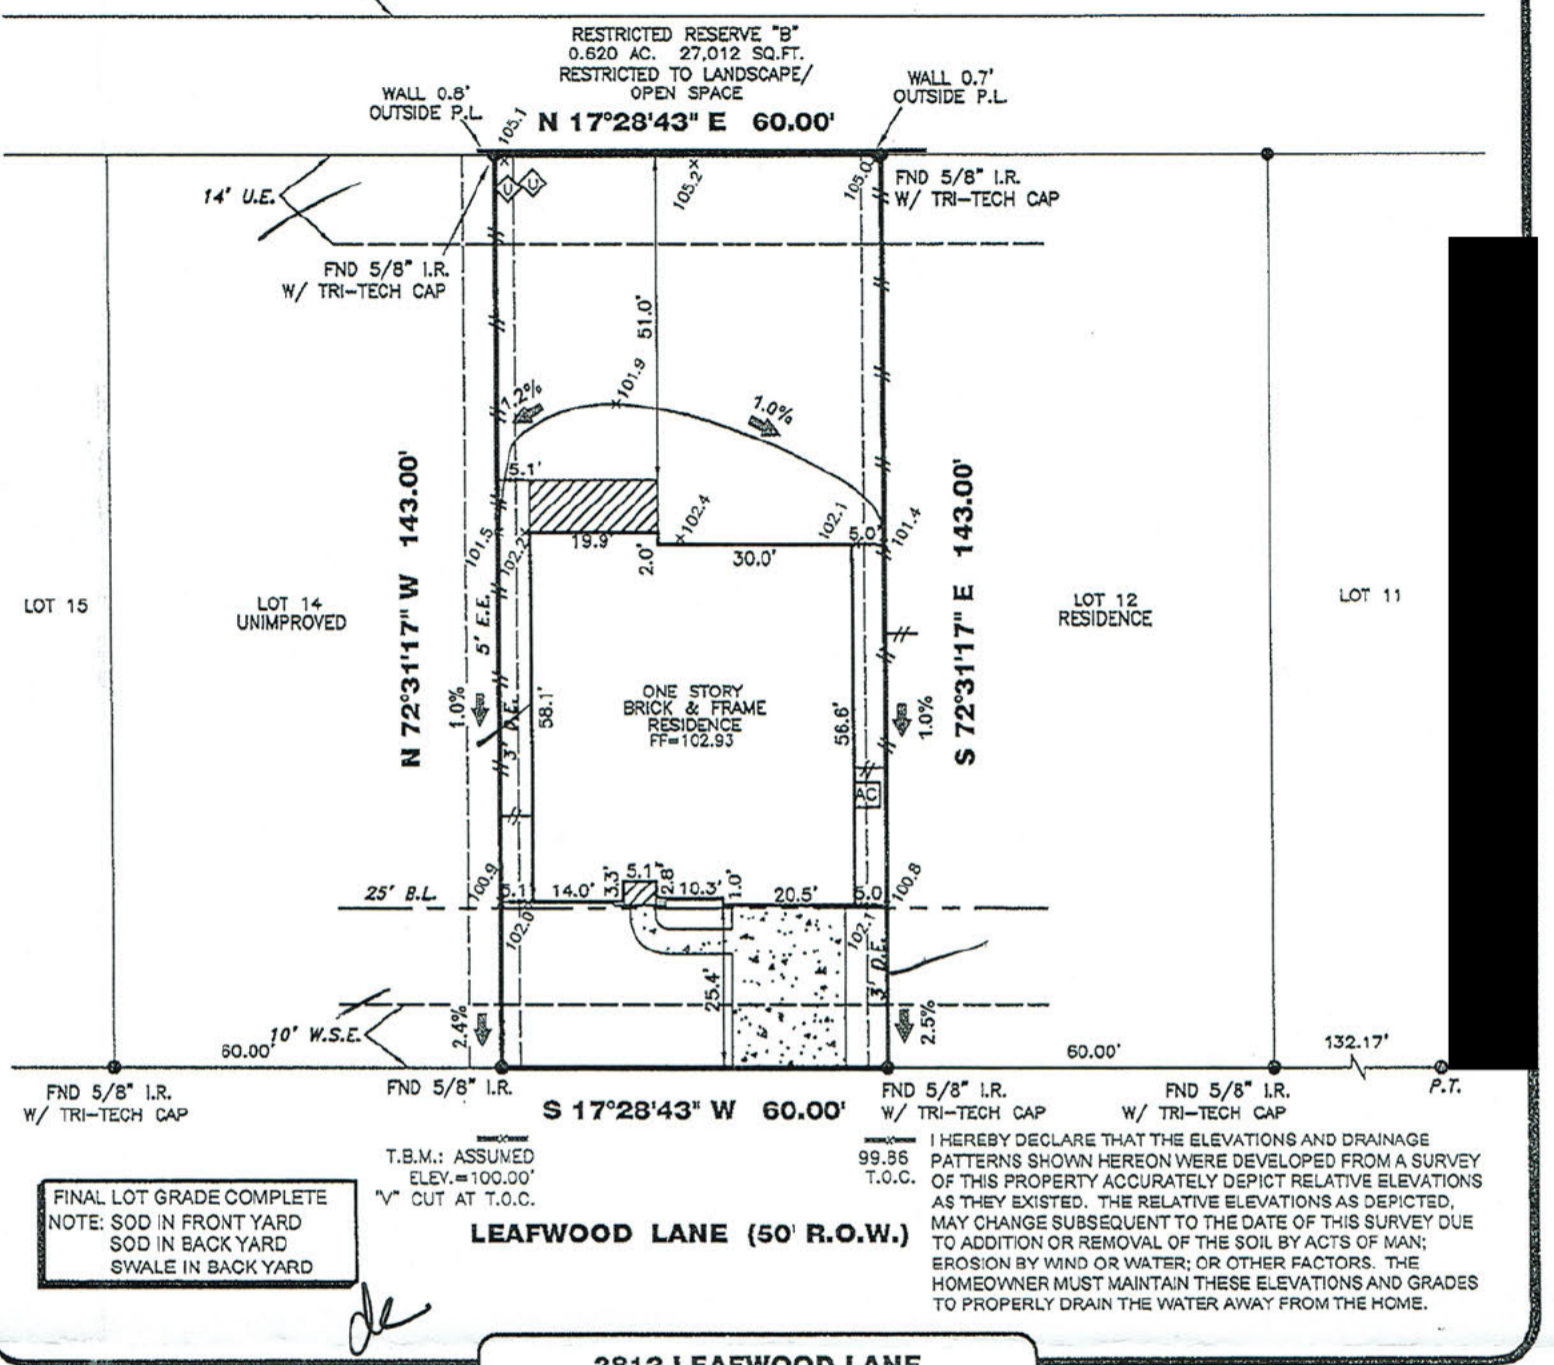 RESTRICTED RESERVE "B"
0.620 AC. 27,012 SQ.FT.
RESTRICTED TO LANDSCAPE/
OPEN SPACE
WALL 0.8'
OUTSIDE P.L.
WALL 0.7'
OUTSIDE P.L.
N 17°28'43" E 60.00'
105.1
105.2
105.0
U
U
14' U.E.
FND 5/8" I.R.
W/ TRI-TECH CAP
FND 5/8" I.R.
W/ TRI-TECH CAP
51.0'
101.9
1.2%
1.0%
5.1'
102.4
102.1
5.0'
101.4
101.5
102.2
19.9'
2.0'
30.0'
N 72°31'17" W 143.00'
S 72°31'17" E 143.00'
LOT 15
LOT 14
UNIMPROVED
LOT 12
RESIDENCE
LOT 11
5' E.E.
3' D.E.
1.0%
58.1'
ONE STORY
BRICK & FRAME
RESIDENCE
FF=102.93
56.6'
1.0%
AC
25' B.L.
100.9
5.1'
14.0'
3.3'
5.1'
2.8'
10.3'
1.0'
20.5'
5.0
100.8
102.0
102.1
3' D.E.
25.4'
10' W.S.E.
2.4%
2.5%
60.00'
60.00'
132.17'
FND 5/8" I.R.
W/ TRI-TECH CAP
FND 5/8" I.R.
S 17°28'43" W 60.00'
FND 5/8" I.R.
W/ TRI-TECH CAP
FND 5/8" I.R.
W/ TRI-TECH CAP
P.T.
T.B.M.: ASSUMED
ELEV.=100.00'
"V" CUT AT T.O.C.
99.86
T.O.C.
I HEREBY DECLARE THAT THE ELEVATIONS AND DRAINAGE
PATTERNS SHOWN HEREON WERE DEVELOPED FROM A SURVEY
OF THIS PROPERTY ACCURATELY DEPICT RELATIVE ELEVATIONS
AS THEY EXISTED. THE RELATIVE ELEVATIONS AS DEPICTED,
MAY CHANGE SUBSEQUENT TO THE DATE OF THIS SURVEY DUE
TO ADDITION OR REMOVAL OF THE SOIL BY ACTS OF MAN;
EROSION BY WIND OR WATER; OR OTHER FACTORS. THE
HOMEOWNER MUST MAINTAIN THESE ELEVATIONS AND GRADES
TO PROPERLY DRAIN THE WATER AWAY FROM THE HOME.
FINAL LOT GRADE COMPLETE
NOTE: SOD IN FRONT YARD
SOD IN BACK YARD
SWALE IN BACK YARD
LEAFWOOD LANE (50' R.O.W.)
LEAFWOOD LANE